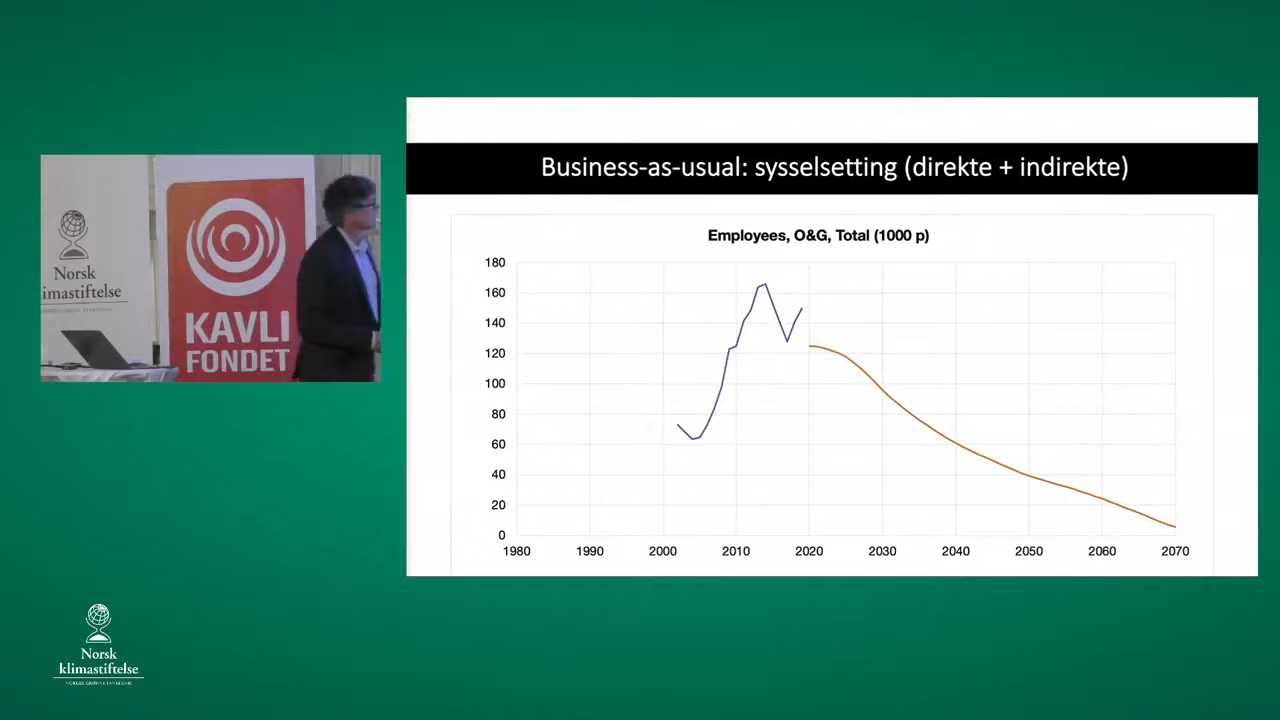 Business-as-usual: sysselsetting (direkte + indirekte)
Employees, O&G, Total (1000 p)
180
160
140
120
100
80
60
40
20
0
1980
1990
2000
2010
2020
2030
2040
2050
2060
2070
Norsk
imastiftelse
KAVLI
FONDET
Norsk
klimastiftelse